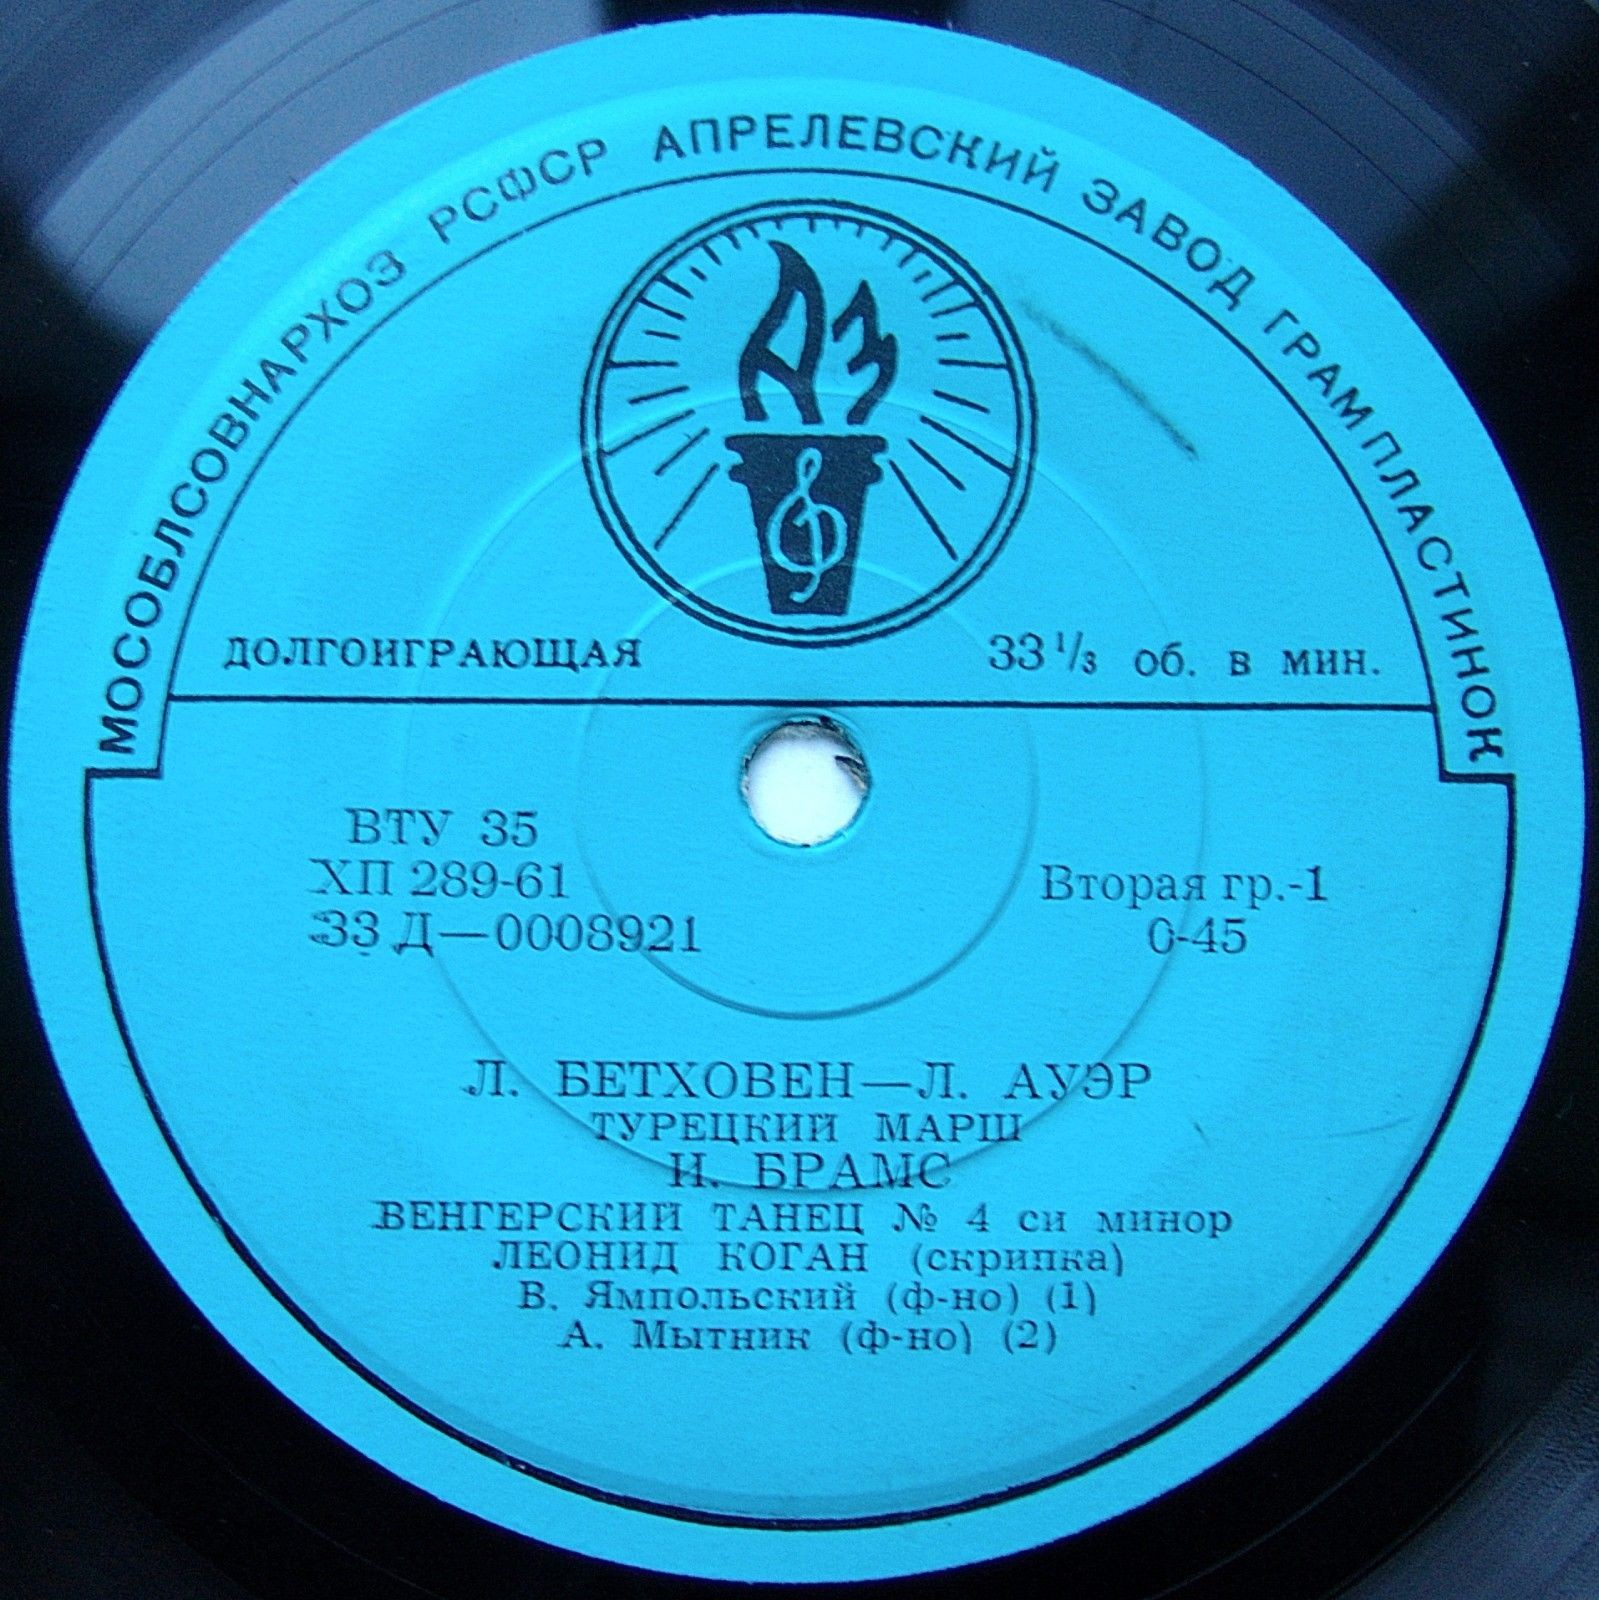 МОСОБЛСОВНАРХОЗ РСФСР АПРЕЛЕВСКИЙ ЗАВОД ГРАМПЛАСТИНОК
АЗ
ДОЛГОИГРАЮЩАЯ 33 1/3 об. в мин.
ВТУ 35
ХП 289-61
33 Д—0008921
Вторая гр.-1
0-45
Л. БЕТХОВЕН—Л. АУЭР
ТУРЕЦКИЙ МАРШ
И. БРАМС
ВЕНГЕРСКИЙ ТАНЕЦ № 4 си минор
ЛЕОНИД КОГАН (скрипка)
В. Ямпольский (ф-но) (1)
А. Мытник (ф-но) (2)